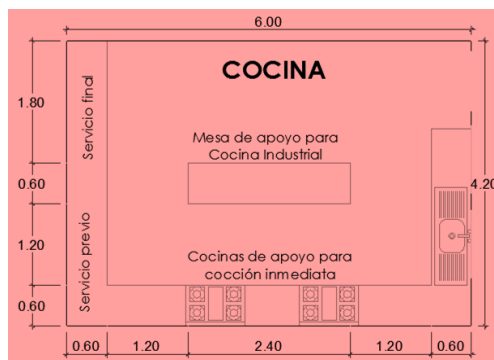 6.00
COCINA
1.80
Servicio final
Mesa de apoyo para
Cocina Industrial
0.60
4.20
1.20
Servicio previo
Cocinas de apoyo para
cocción inmediata
0.60
0.60
1.20
2.40
1.20
0.60